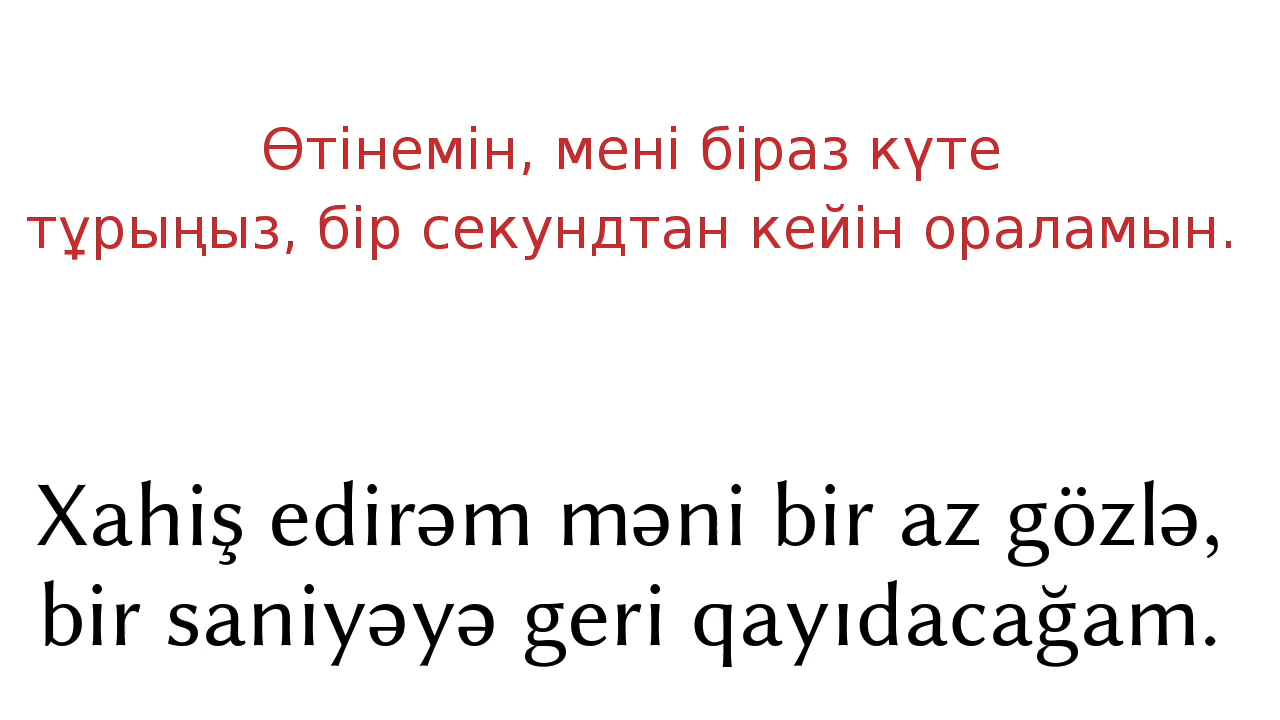 Өтінемін, мені біраз күте
тұрыңыз, бір секундтан кейін ораламын.
Xahiş edirəm məni bir az gözlə,
bir saniyəyə geri qayıdacağam.